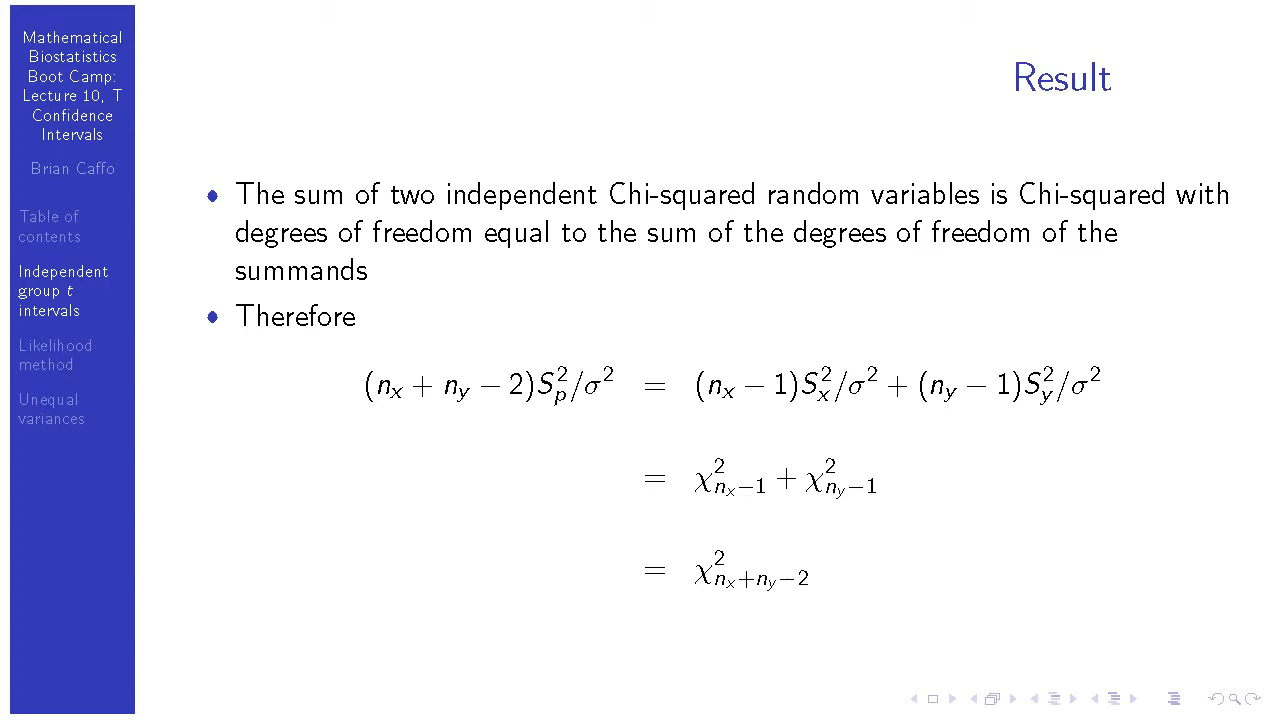 Mathematical
Biostatistics
Boot Camp:
Lecture 10, T
Confidence
Intervals
Brian Caffo
Table of
contents
Independent
group t
intervals
Likelihood
method
Unequal
variances
Result
• The sum of two independent Chi-squared random variables is Chi-squared with
degrees of freedom equal to the sum of the degrees of freedom of the
summands
• Therefore
(n_x + n_y − 2)S_p^2/σ^2 = (n_x − 1)S_x^2/σ^2 + (n_y − 1)S_y^2/σ^2
= χ^2_{n_x−1} + χ^2_{n_y−1}
= χ^2_{n_x+n_y−2}